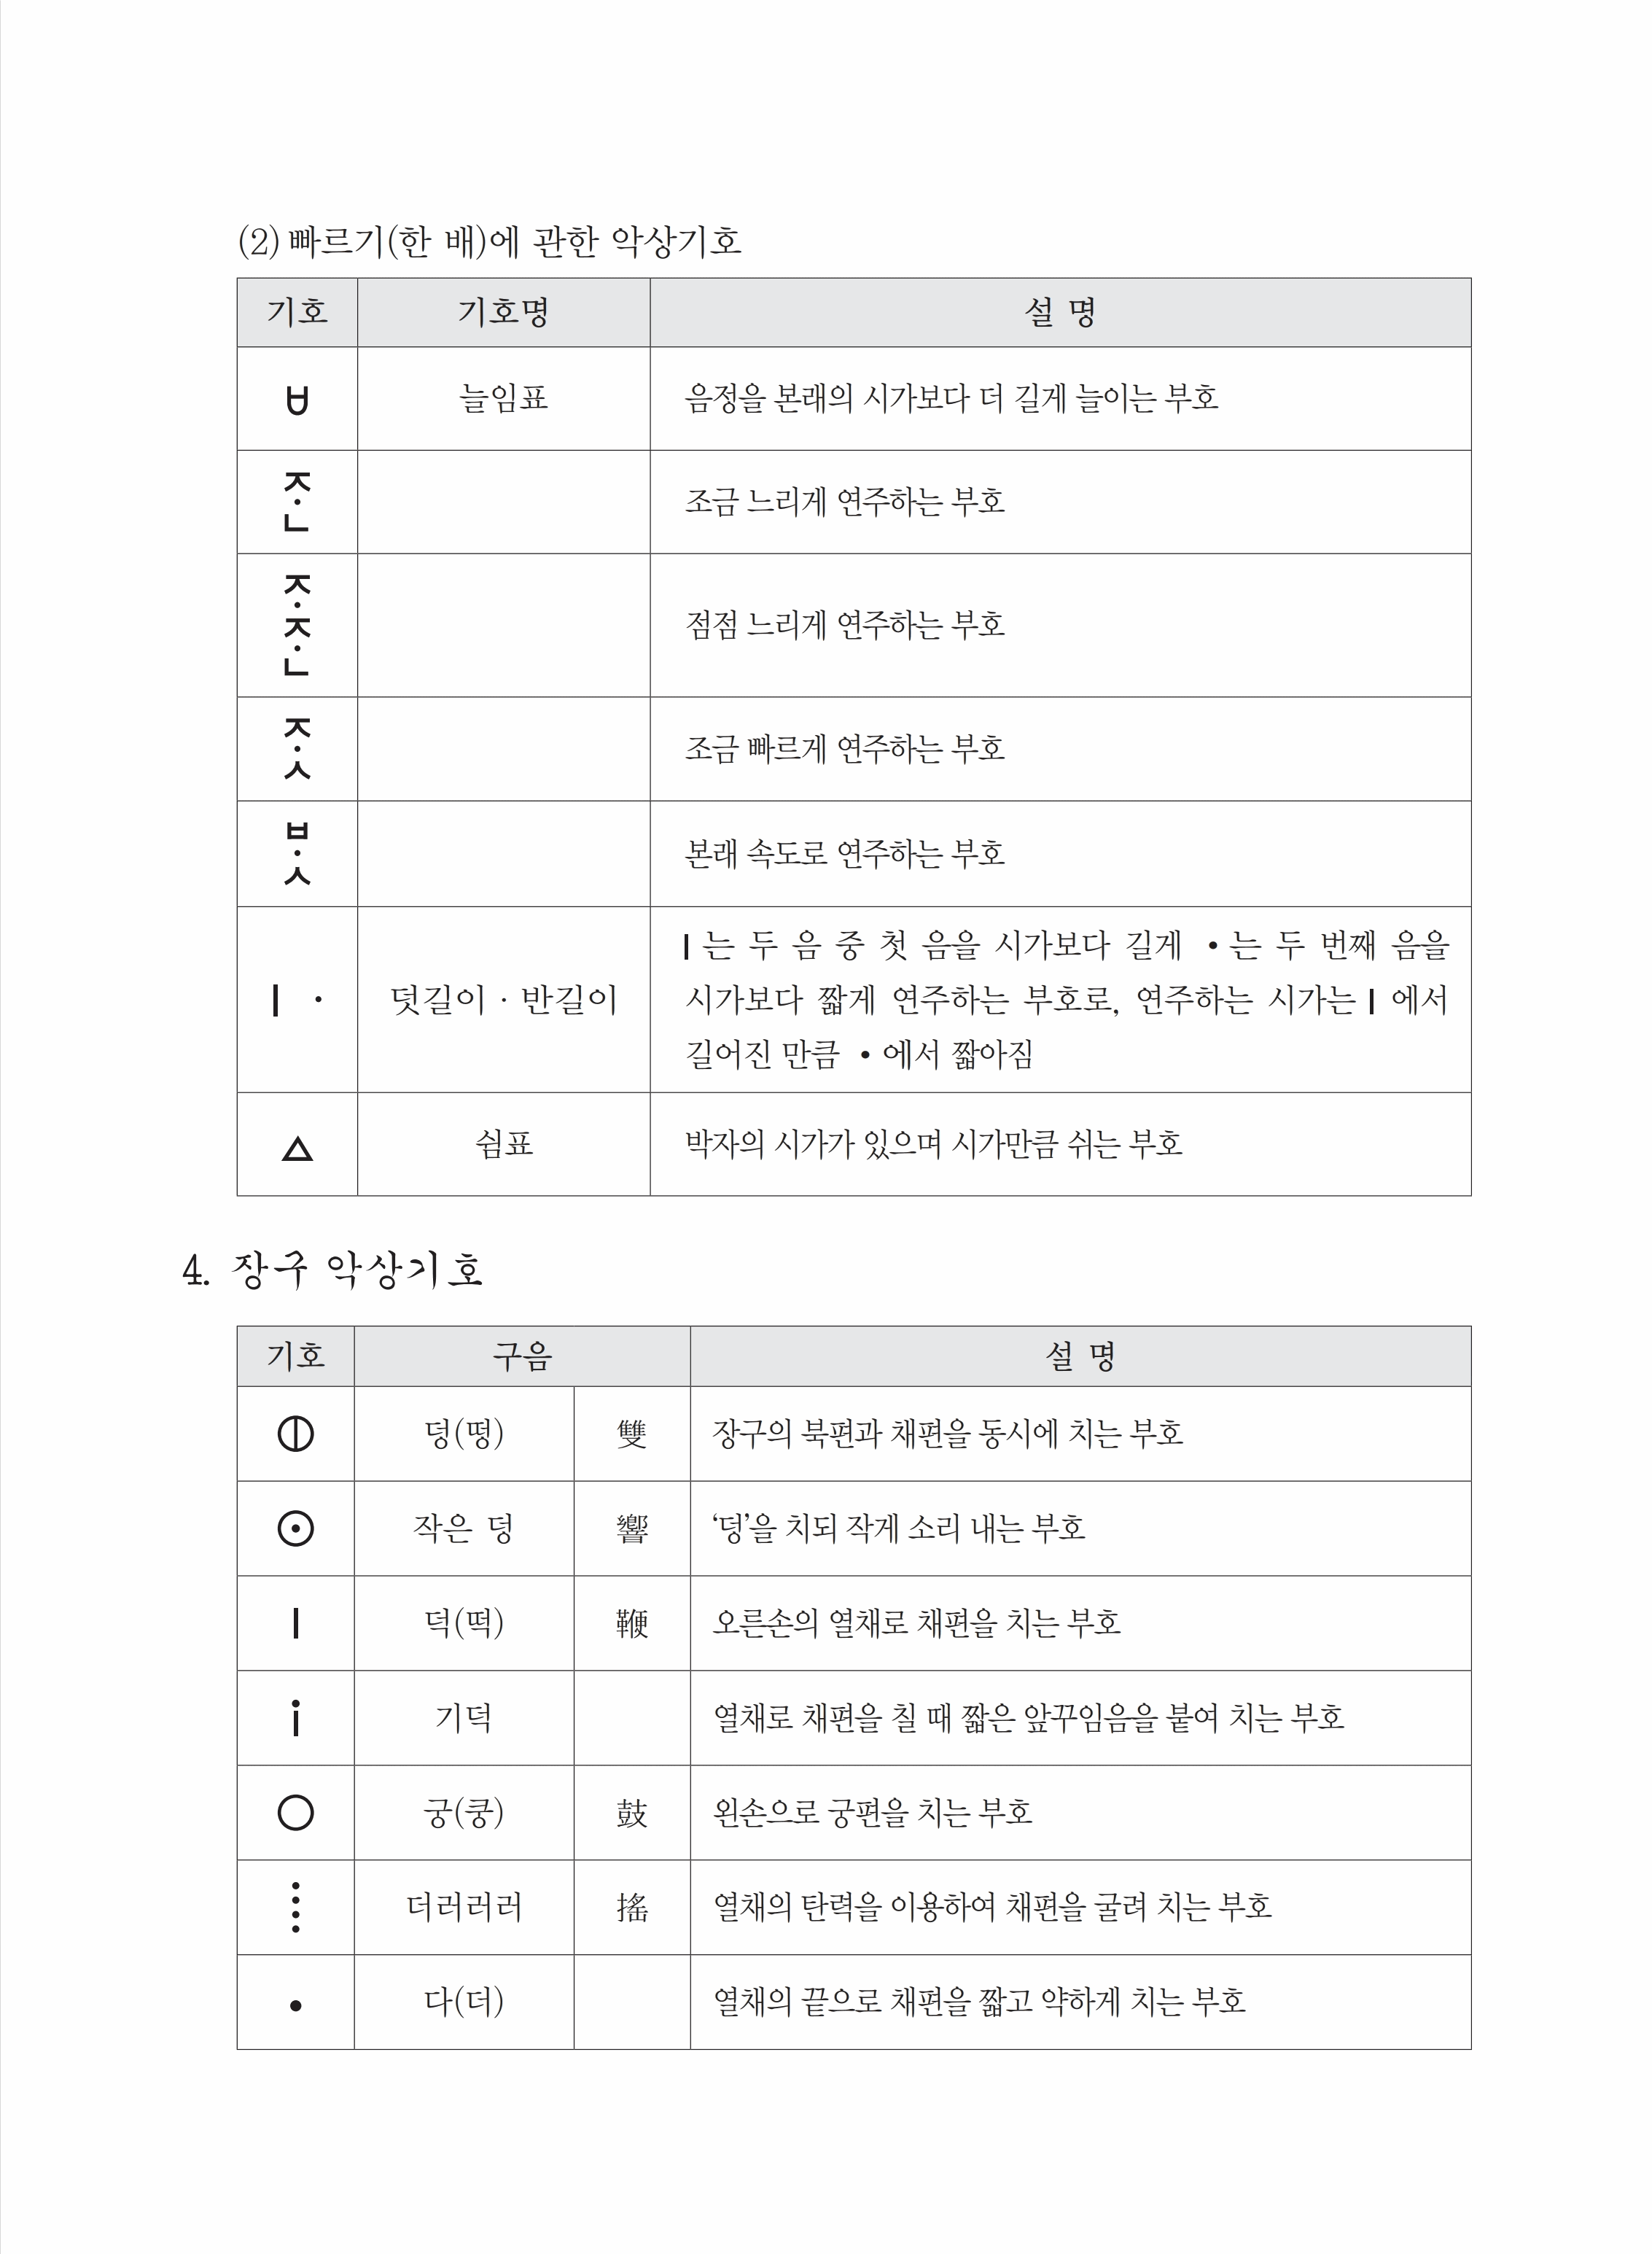 (2) 빠르기(한 배)에 관한 악상기호
기호 기호명 설 명
ㅂ 늘임표 음정을 본래의 시가보다 더 길게 늘이는 부호
ㅈ
·
ㄴ
조금 느리게 연주하는 부호
ㅈ
·
ㅈ
·
ㄴ
점점 느리게 연주하는 부호
ㅈ
·
ㅅ
조금 빠르게 연주하는 부호
ㅂ
·
ㅅ
본래 속도로 연주하는 부호
ㅣ · 덧길이 · 반길이
ㅣ 는 두 음 중 첫 음을 시가보다 길게 •는 두 번째 음을
시가보다 짧게 연주하는 부호로, 연주하는 시가는ㅣ 에서
길어진 만큼 • 에서 짧아짐
△ 쉼표 박자의 시가가 있으며 시가만큼 쉬는 부호
4. 장구 악상기호
기호 구음 설 명
⦶ 덩(떵) 雙 장구의 북편과 채편을 동시에 치는 부호
⊙ 작은 덩 響 ‘덩’을 치되 작게 소리 내는 부호
ㅣ 덕(떡) 鞭 오른손의 열채로 채편을 치는 부호
i 기덕 열채로 채편을 칠 때 짧은 앞꾸임음을 붙여 치는 부호
○ 궁(쿵) 鼓 왼손으로 궁편을 치는 부호
⋮ 더러러러 搖 열채의 탄력을 이용하여 채편을 굴려 치는 부호
• 다(더) 열채의 끝으로 채편을 짧고 약하게 치는 부호